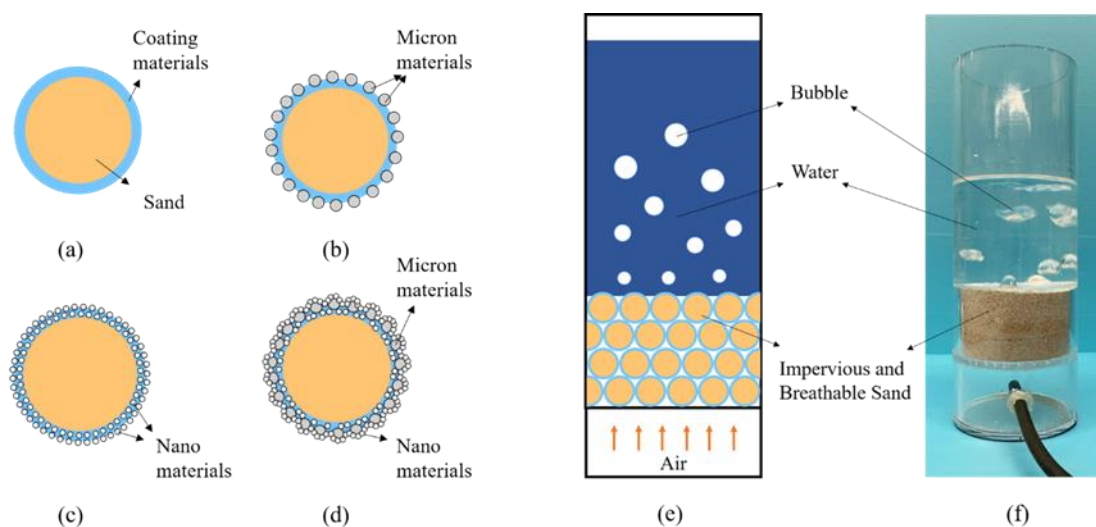 Coating
materials
Sand
(a)
Micron
materials
(b)
Nano
materials
(c)
Micron
materials
Nano
materials
(d)
Bubble
Water
Impervious and
Breathable Sand
Air
(e)
(f)